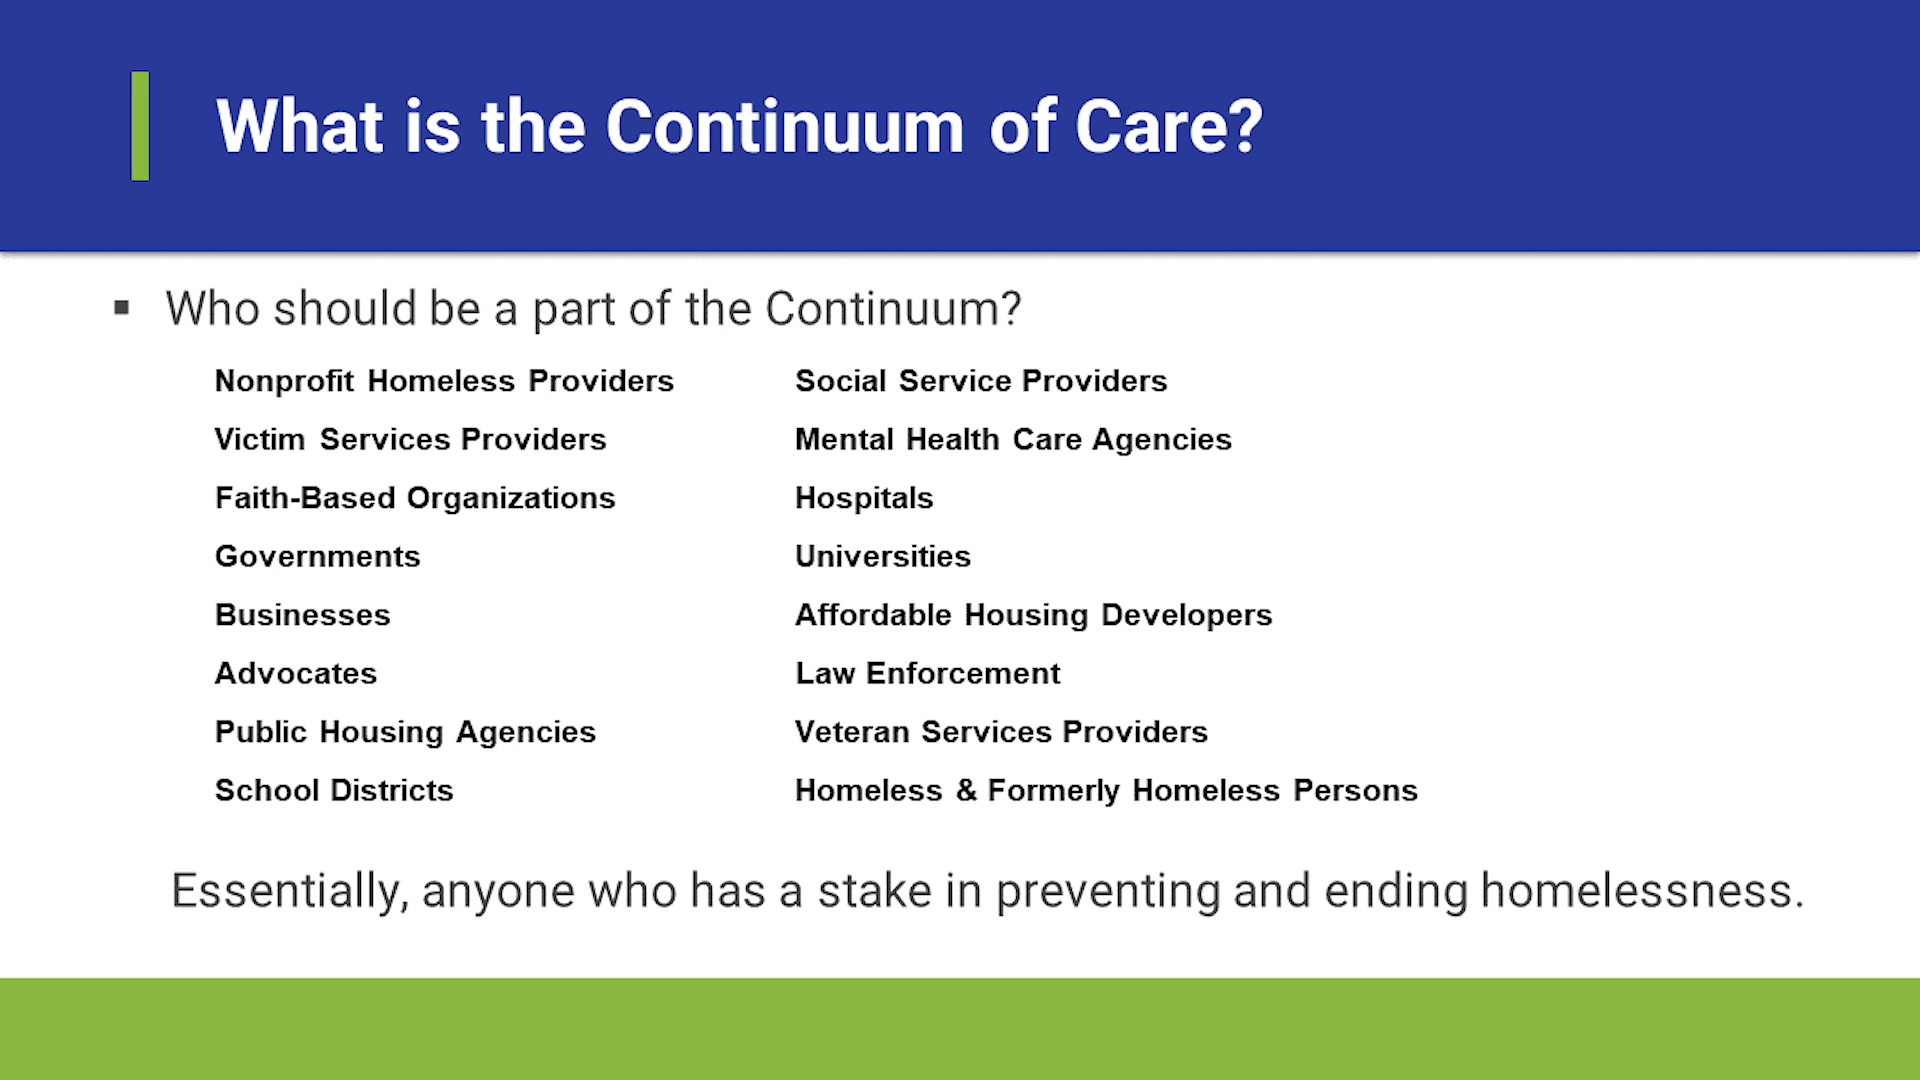 What is the Continuum of Care?
▪ Who should be a part of the Continuum?
Nonprofit Homeless Providers
Victim Services Providers
Faith-Based Organizations
Governments
Businesses
Advocates
Public Housing Agencies
School Districts
Social Service Providers
Mental Health Care Agencies
Hospitals
Universities
Affordable Housing Developers
Law Enforcement
Veteran Services Providers
Homeless & Formerly Homeless Persons
Essentially, anyone who has a stake in preventing and ending homelessness.